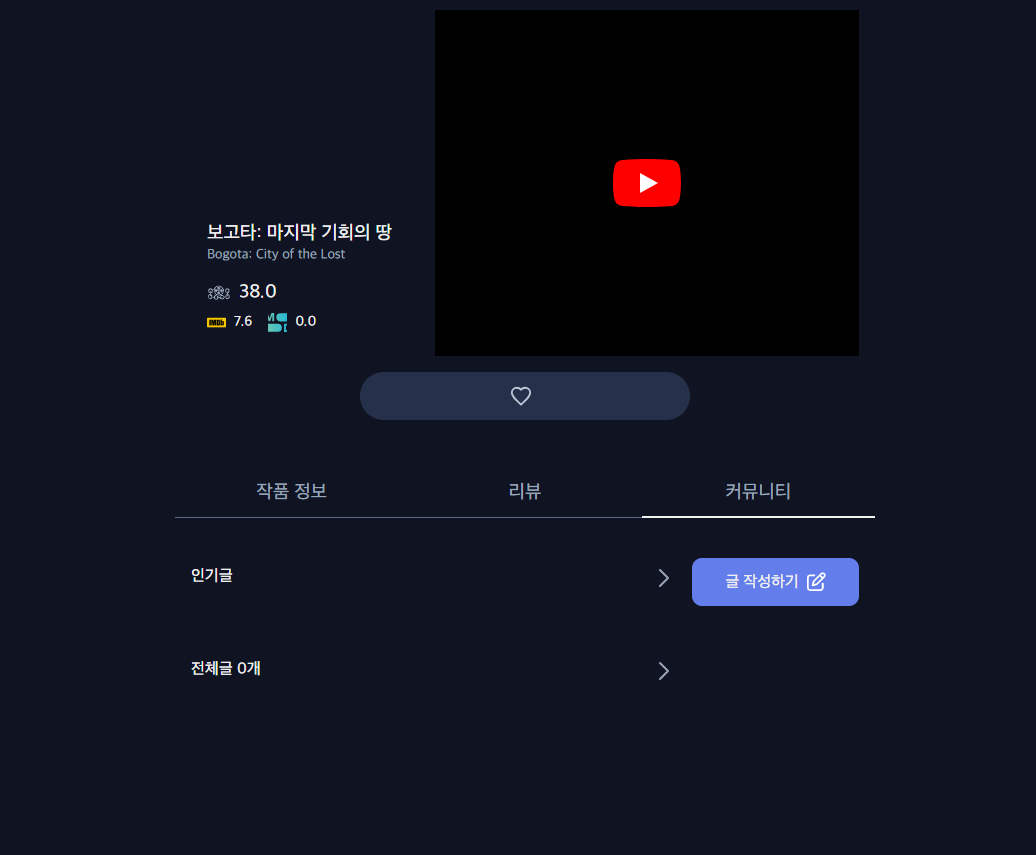 보고타: 마지막 기회의 땅
Bogota: City of the Lost
38.0
IMDb 7.6 0.0
작품 정보 리뷰 커뮤니티
인기글
글 작성하기
전체글 0개